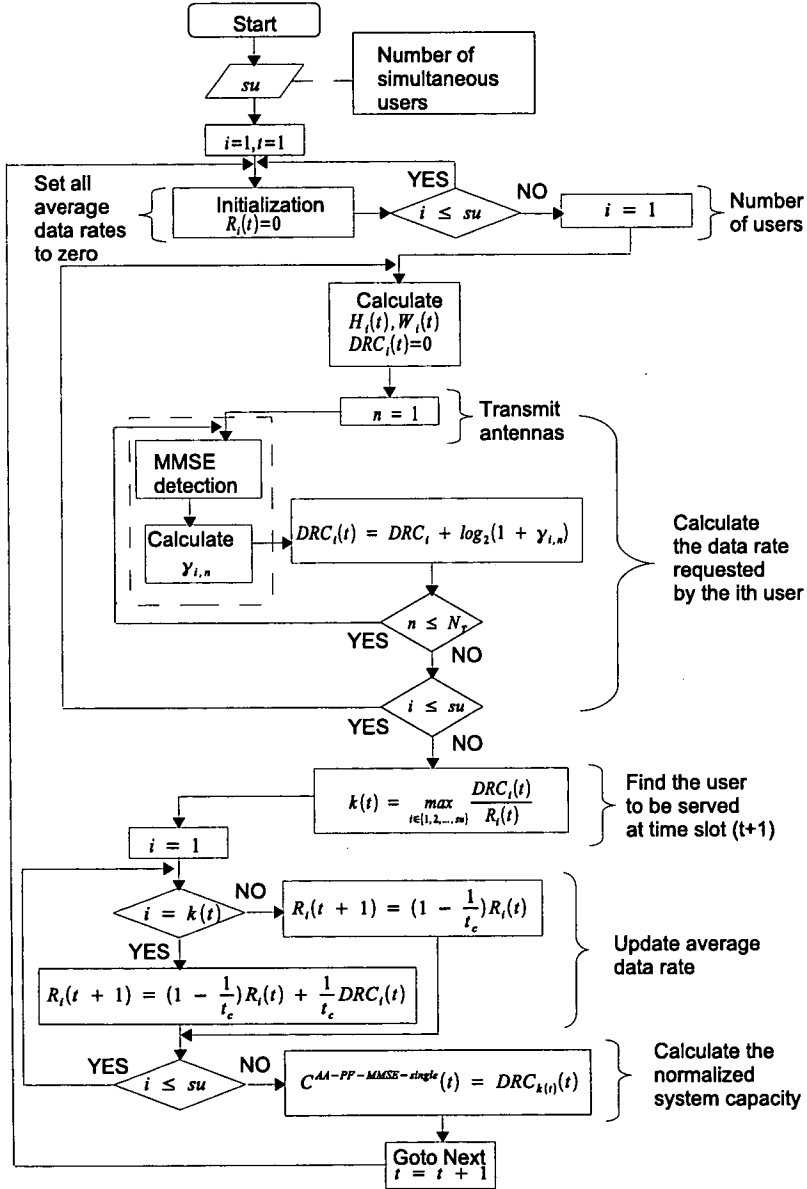 Start
su
Number of
simultaneous
users
i=1,t=1
Set all
average
data rates
to zero
Initialization
R_i(t)=0
YES
i ≤ su
NO
i = 1
Number
of users
Calculate
H_i(t),W_i(t)
DRC_i(t)=0
n = 1
Transmit
antennas
MMSE
detection
Calculate
γ_{i,n}
DRC_i(t) = DRC_i + log_2(1 + γ_{i,n})
Calculate
the data rate
requested
by the ith user
n ≤ N_T
YES
NO
i ≤ su
YES
NO
k(t) = max_{i∈{1,2,...,su}} DRC_i(t) / R_i(t)
Find the user
to be served
at time slot (t+1)
i = 1
i = k(t)
NO
R_i(t + 1) = (1 - 1/t_c)R_i(t)
YES
R_i(t + 1) = (1 - 1/t_c)R_i(t) + 1/t_c DRC_i(t)
Update average
data rate
YES
i ≤ su
NO
C^{AA-PF-MMSE-single}(t) = DRC_{k(t)}(t)
Calculate the
normalized
system capacity
Goto Next
t = t + 1